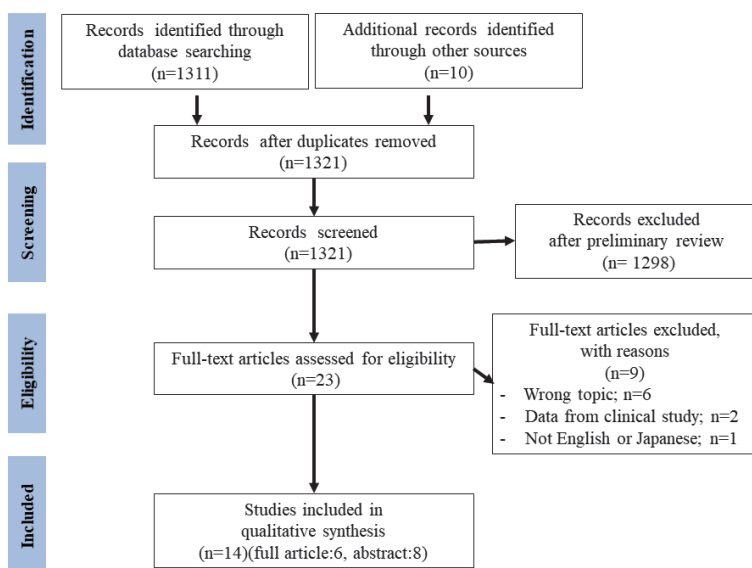 Identification
Records identified through
database searching
(n=1311)
Additional records identified
through other sources
(n=10)
Records after duplicates removed
(n=1321)
Screening
Records screened
(n=1321)
Records excluded
after preliminary review
(n= 1298)
Eligibility
Full-text articles assessed for eligibility
(n=23)
Full-text articles excluded,
with reasons
(n=9)
- Wrong topic; n=6
- Data from clinical study; n=2
- Not English or Japanese; n=1
Included
Studies included in
qualitative synthesis
(n=14)(full article:6, abstract:8)